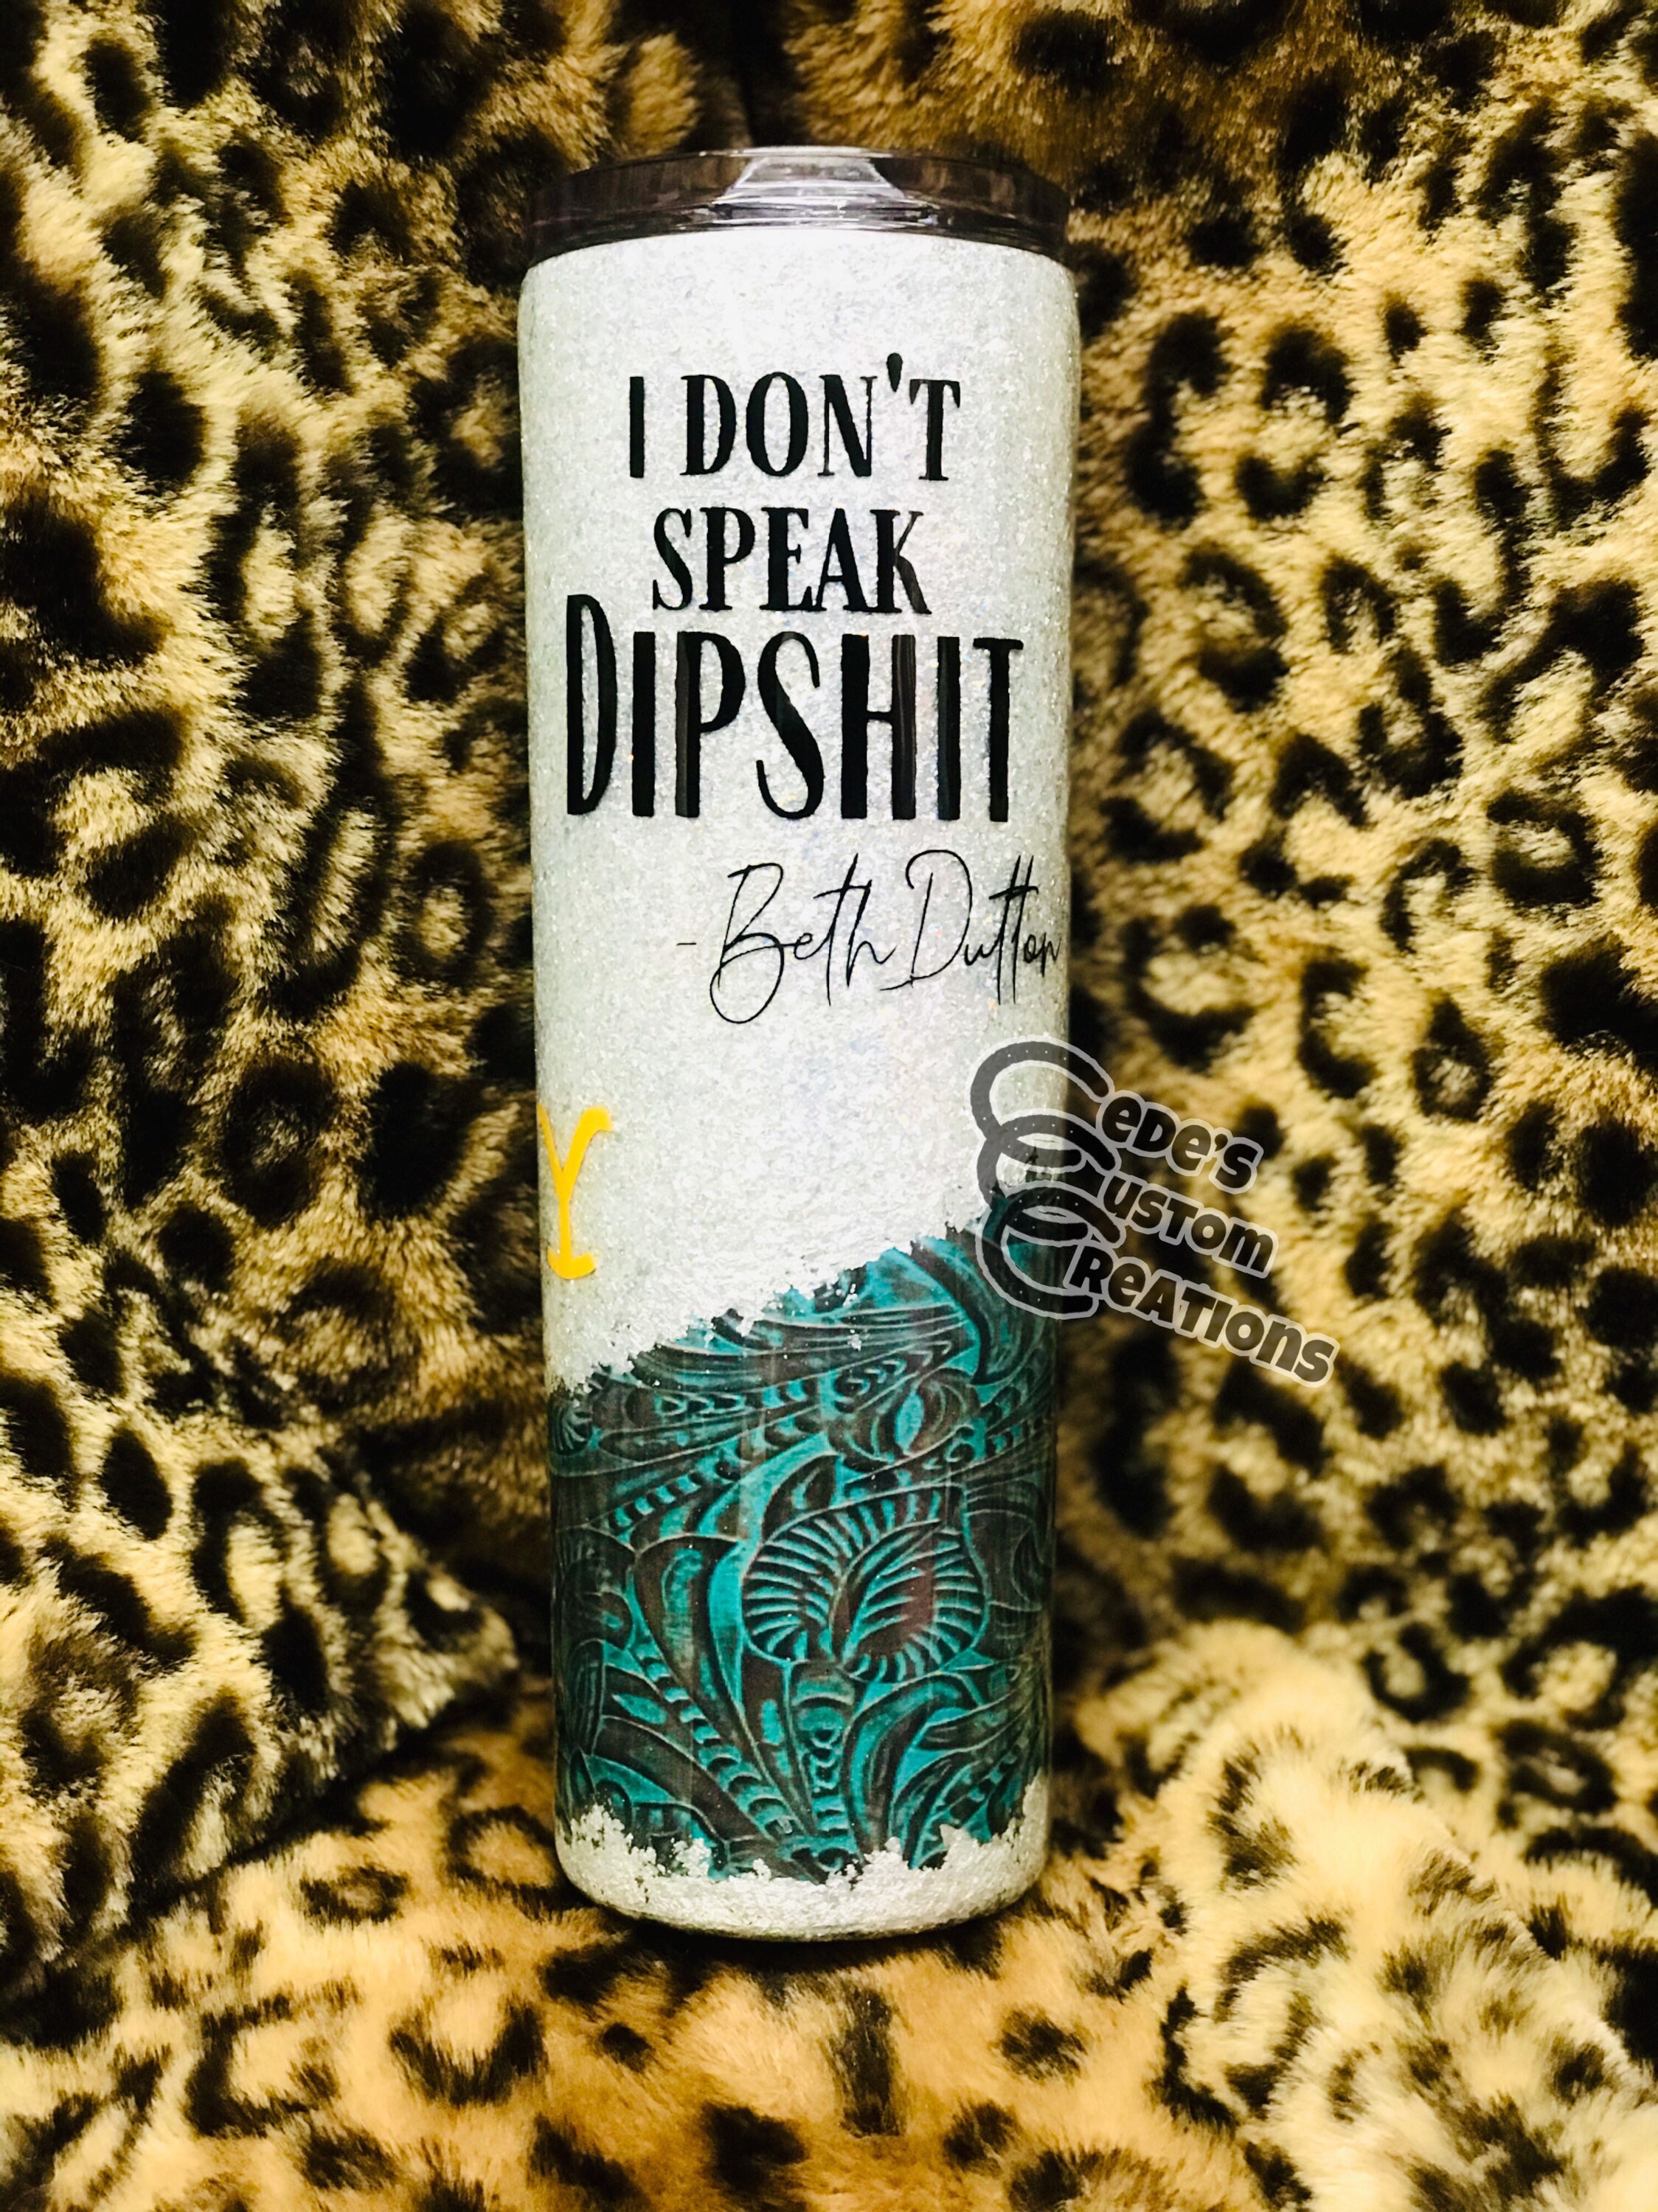 I DON'T
SPEAK
DIPSHIT
-Beth Dutton
Y
Cede's
Custom
Creations